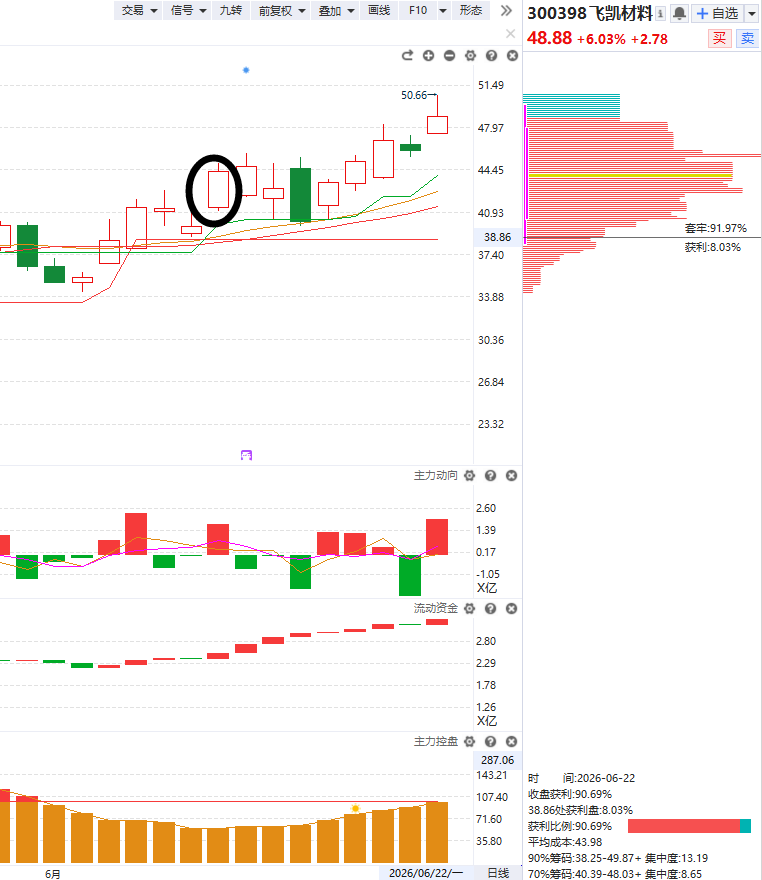 交易 信号 九转 前复权 叠加 画线 F10 形态
300398 飞凯材料 自选
48.88 +6.03% +2.78 买 卖
51.49
50.66→
47.97
44.45
40.93
38.86
37.40
33.88
30.36
26.84
23.32
套牢:91.97%
获利:8.03%
主力动向
2.60
1.39
0.17
-1.05
X亿
流动资金
2.80
2.29
1.78
1.26
X亿
主力控盘
287.06
143.21
107.40
71.60
35.80
6月 2026/06/22/一 日线
时 间:2026-06-22
收盘获利:90.69%
38.86处获利盘:8.03%
获利比例:90.69%
平均成本:43.98
90%筹码:38.25-49.87+ 集中度:13.19
70%筹码:40.39-48.03+ 集中度:8.65